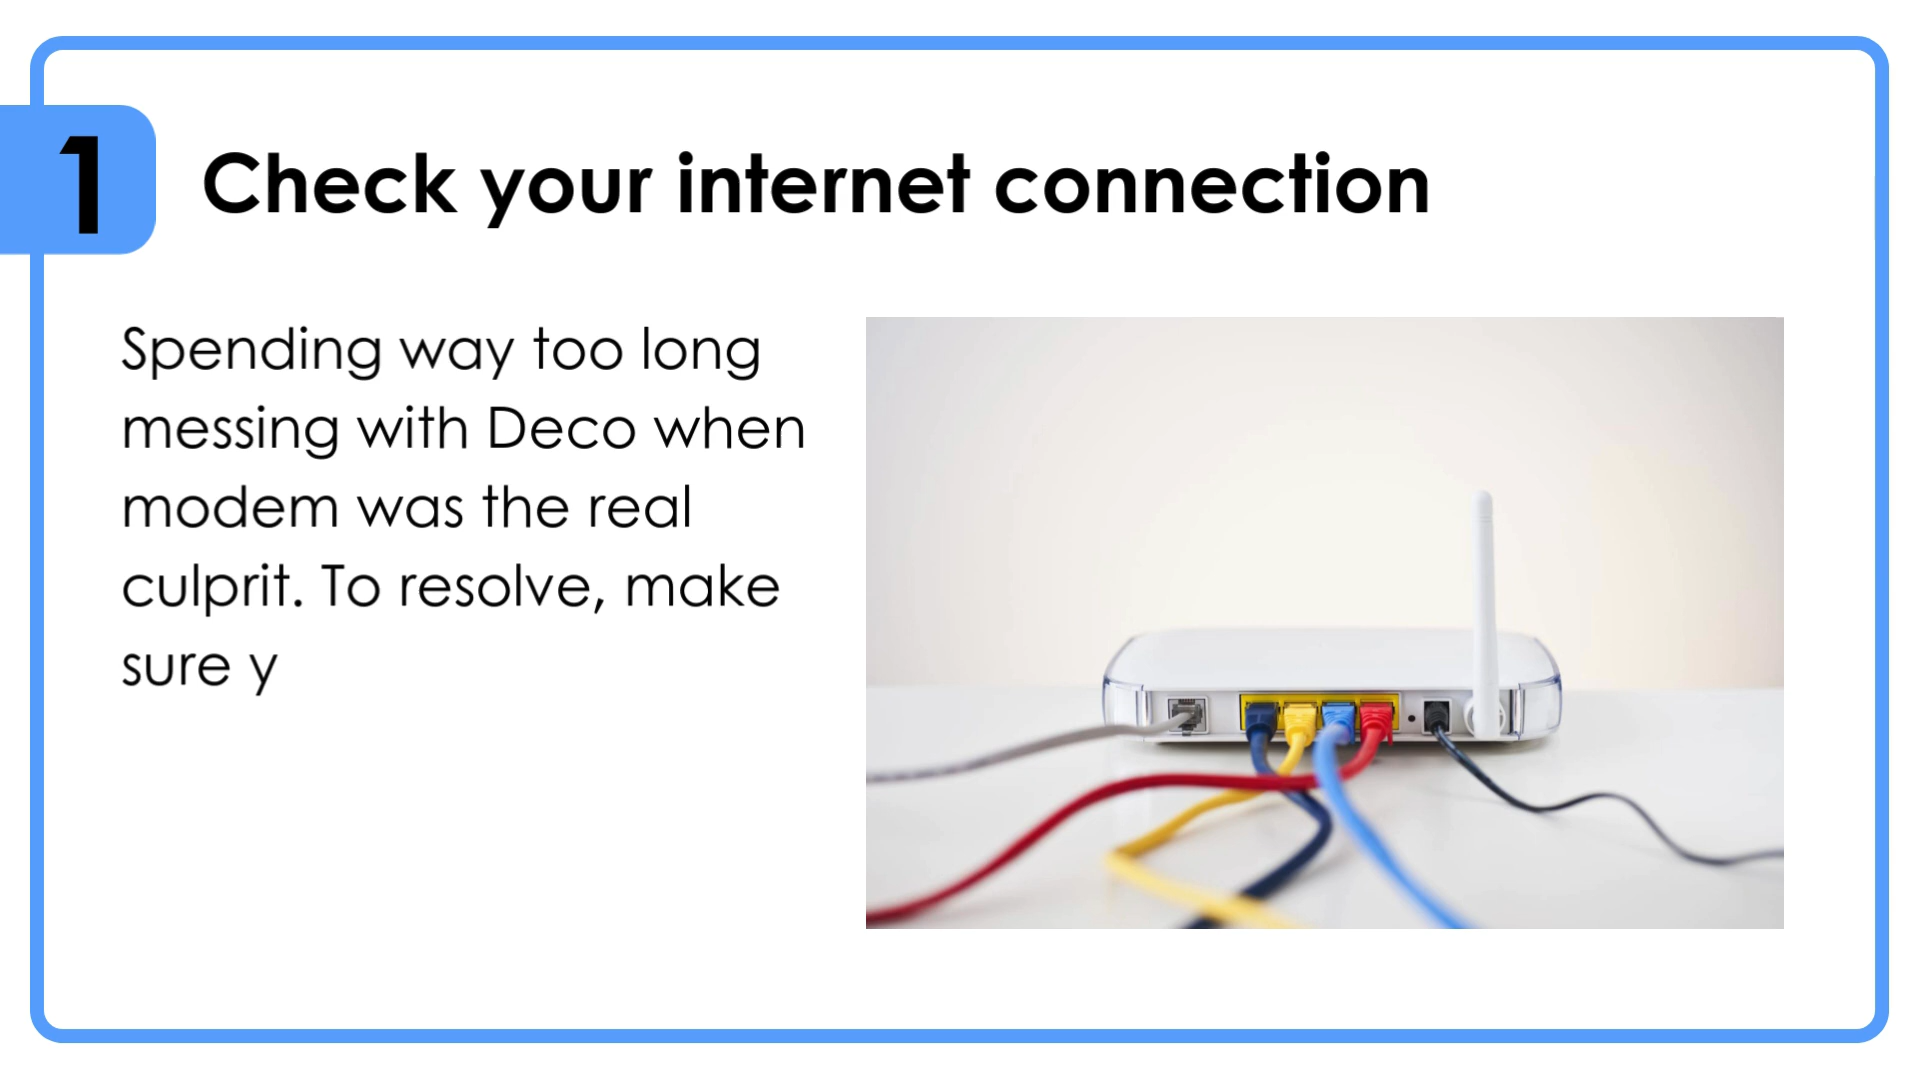 1
Check your internet connection
Spending way too long
messing with Deco when
modem was the real
culprit. To resolve, make
sure y